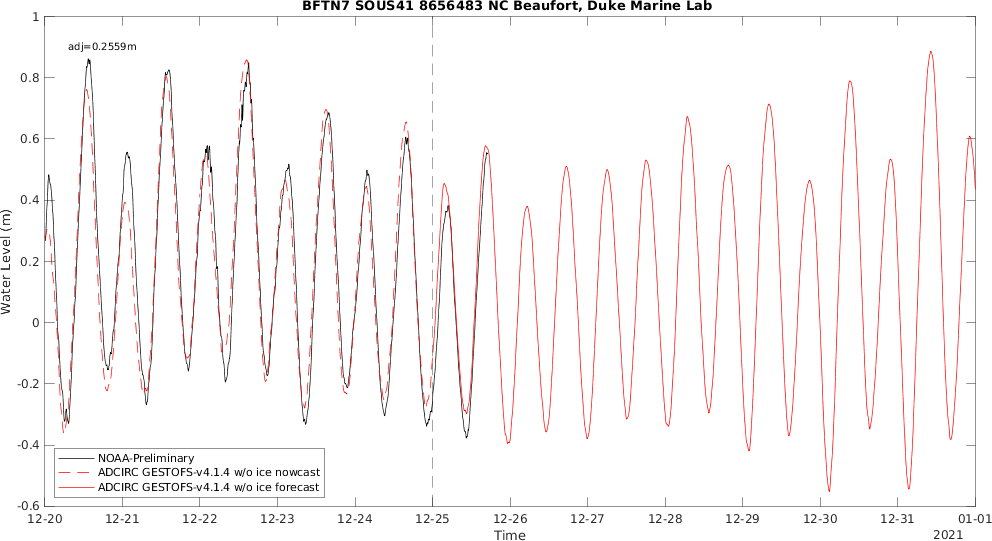 BFTN7 SOUS41 8656483 NC Beaufort, Duke Marine Lab
adj=0.2559m
Water Level (m)
1
0.8
0.6
0.4
0.2
0
-0.2
-0.4
-0.6
NOAA-Preliminary
ADCIRC GESTOFS-v4.1.4 w/o ice nowcast
ADCIRC GESTOFS-v4.1.4 w/o ice forecast
12-20 12-21 12-22 12-23 12-24 12-25 12-26 12-27 12-28 12-29 12-30 12-31 01-01
Time
2021